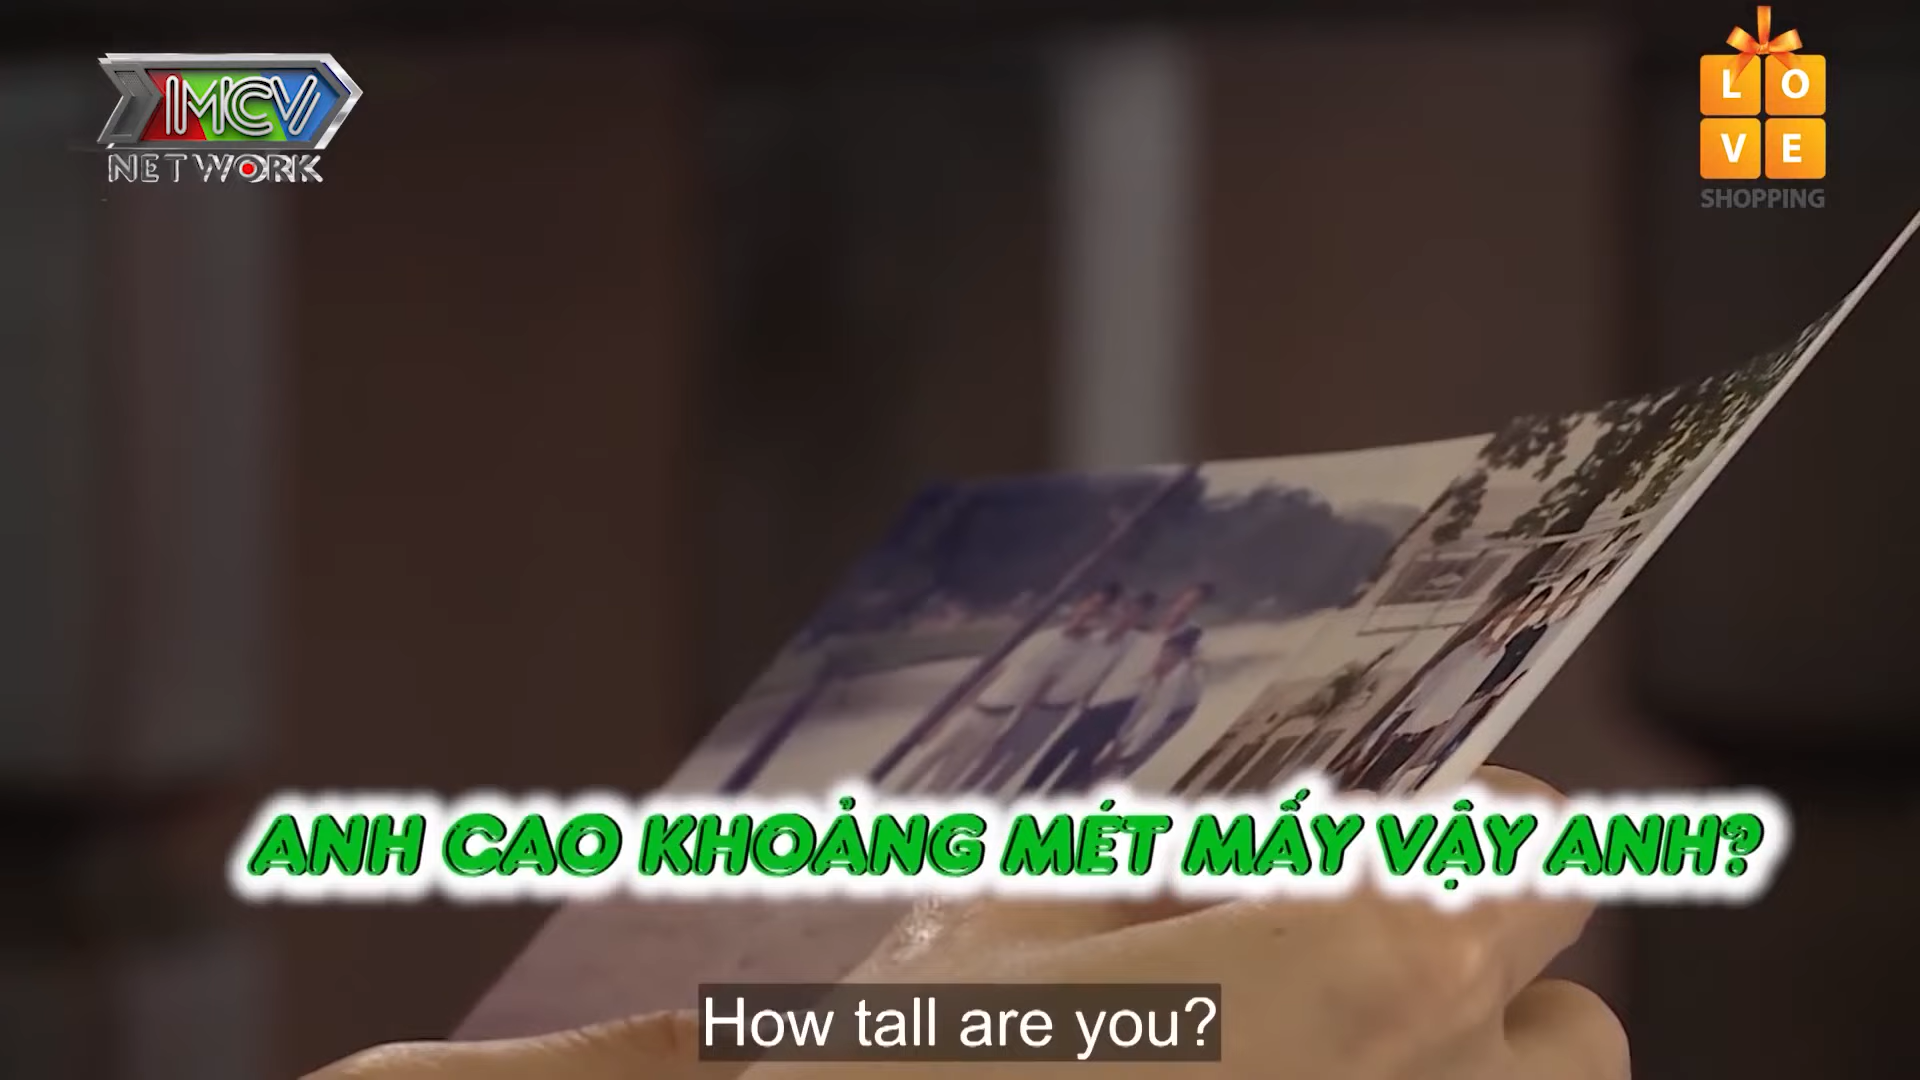 MCV
NETWORK
L O
V E
SHOPPING
ANH CAO KHOẢNG MÉT MẤY VẬY ANH?
How tall are you?